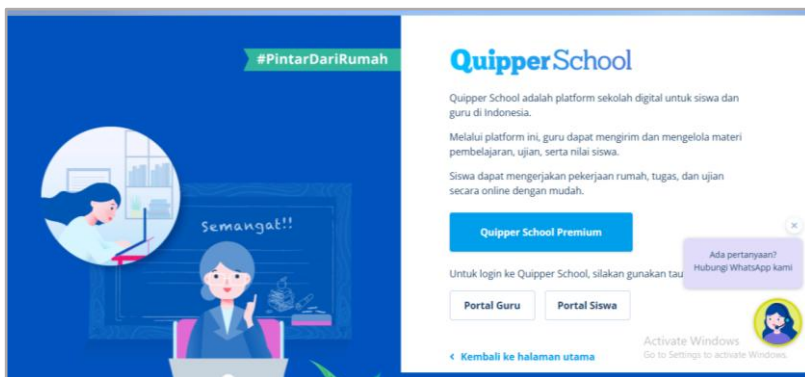 #PintarDariRumah
Semangat!!
QuipperSchool
Quipper School adalah platform sekolah digital untuk siswa dan
guru di Indonesia.
Melalui platform ini, guru dapat mengirim dan mengelola materi
pembelajaran, ujian, serta nilai siswa.
Siswa dapat mengerjakan pekerjaan rumah, tugas, dan ujian
secara online dengan mudah.
Quipper School Premium
Ada pertanyaan?
Hubungi WhatsApp kami
Untuk login ke Quipper School, silakan gunakan
Portal Guru Portal Siswa
Activate Windows
Go to Settings to activate Windows.
< Kembali ke halaman utama